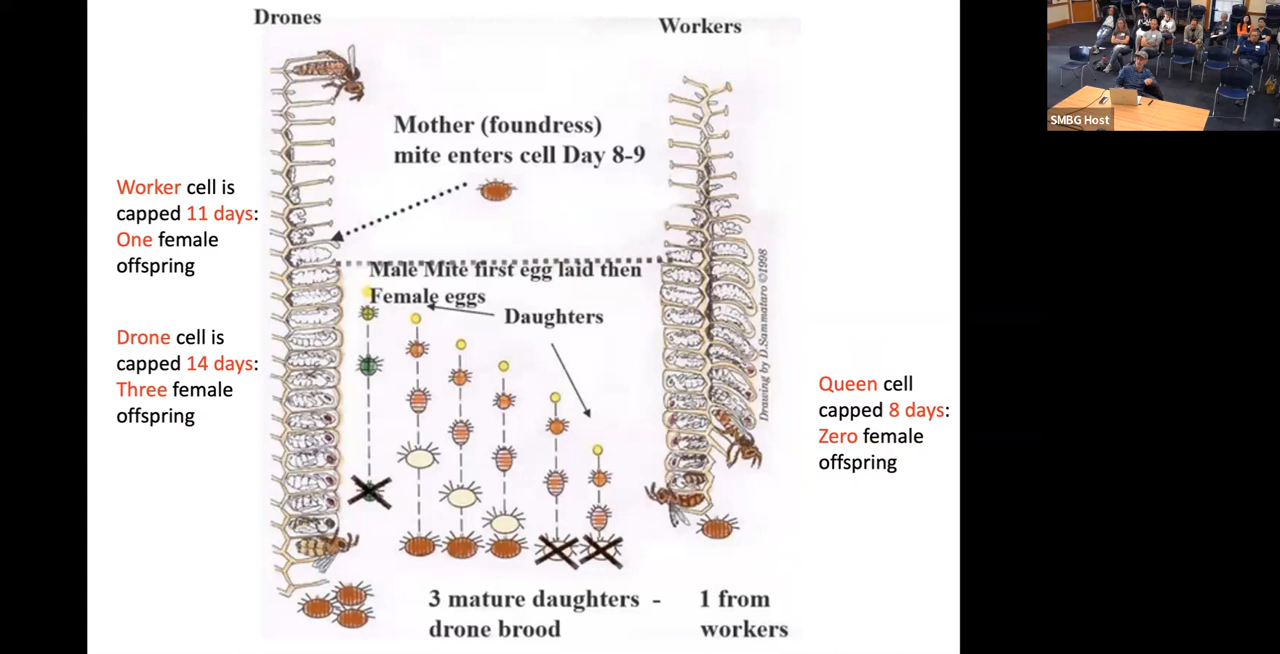 Drones
Workers
Mother (foundress)
mite enters cell Day 8-9
Worker cell is
capped 11 days:
One female
offspring
Male Mite first egg laid then
Female eggs
Daughters
Drone cell is
capped 14 days:
Three female
offspring
Drawing by D.Sammataro ©1998
Queen cell
capped 8 days:
Zero female
offspring
3 mature daughters - 1 from
drone brood workers
SMBG Host